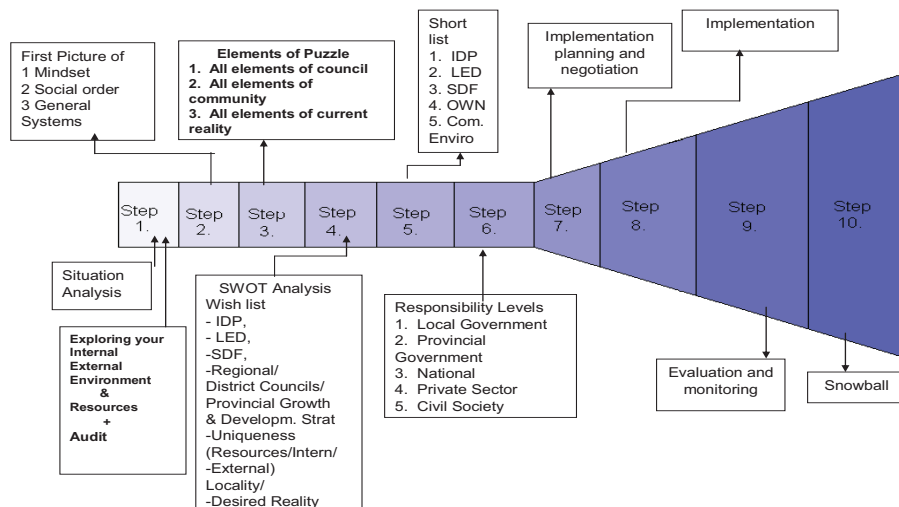 First Picture of
1 Mindset
2 Social order
3 General
Systems
Elements of Puzzle
1. All elements of council
2. All elements of
community
3. All elements of current
reality
Short
list
1. IDP
2. LED
3. SDF
4. OWN
5. Com.
Enviro
Implementation
planning and
negotiation
Implementation
Step
1.
Step
2.
Step
3.
Step
4.
Step
5.
Step
6.
Step
7.
Step
8.
Step
9.
Step
10.
Situation
Analysis
Exploring your
Internal
External
Environment
&
Resources
+
Audit
SWOT Analysis
Wish list
- IDP,
- LED,
-SDF,
-Regional/
District Councils/
Provincial Growth
& Developm. Strat
-Uniqueness
(Resources/Intern/
-External)
Locality/
-Desired Reality
Responsibility Levels
1. Local Government
2. Provincial
Government
3. National
4. Private Sector
5. Civil Society
Evaluation and
monitoring
Snowball